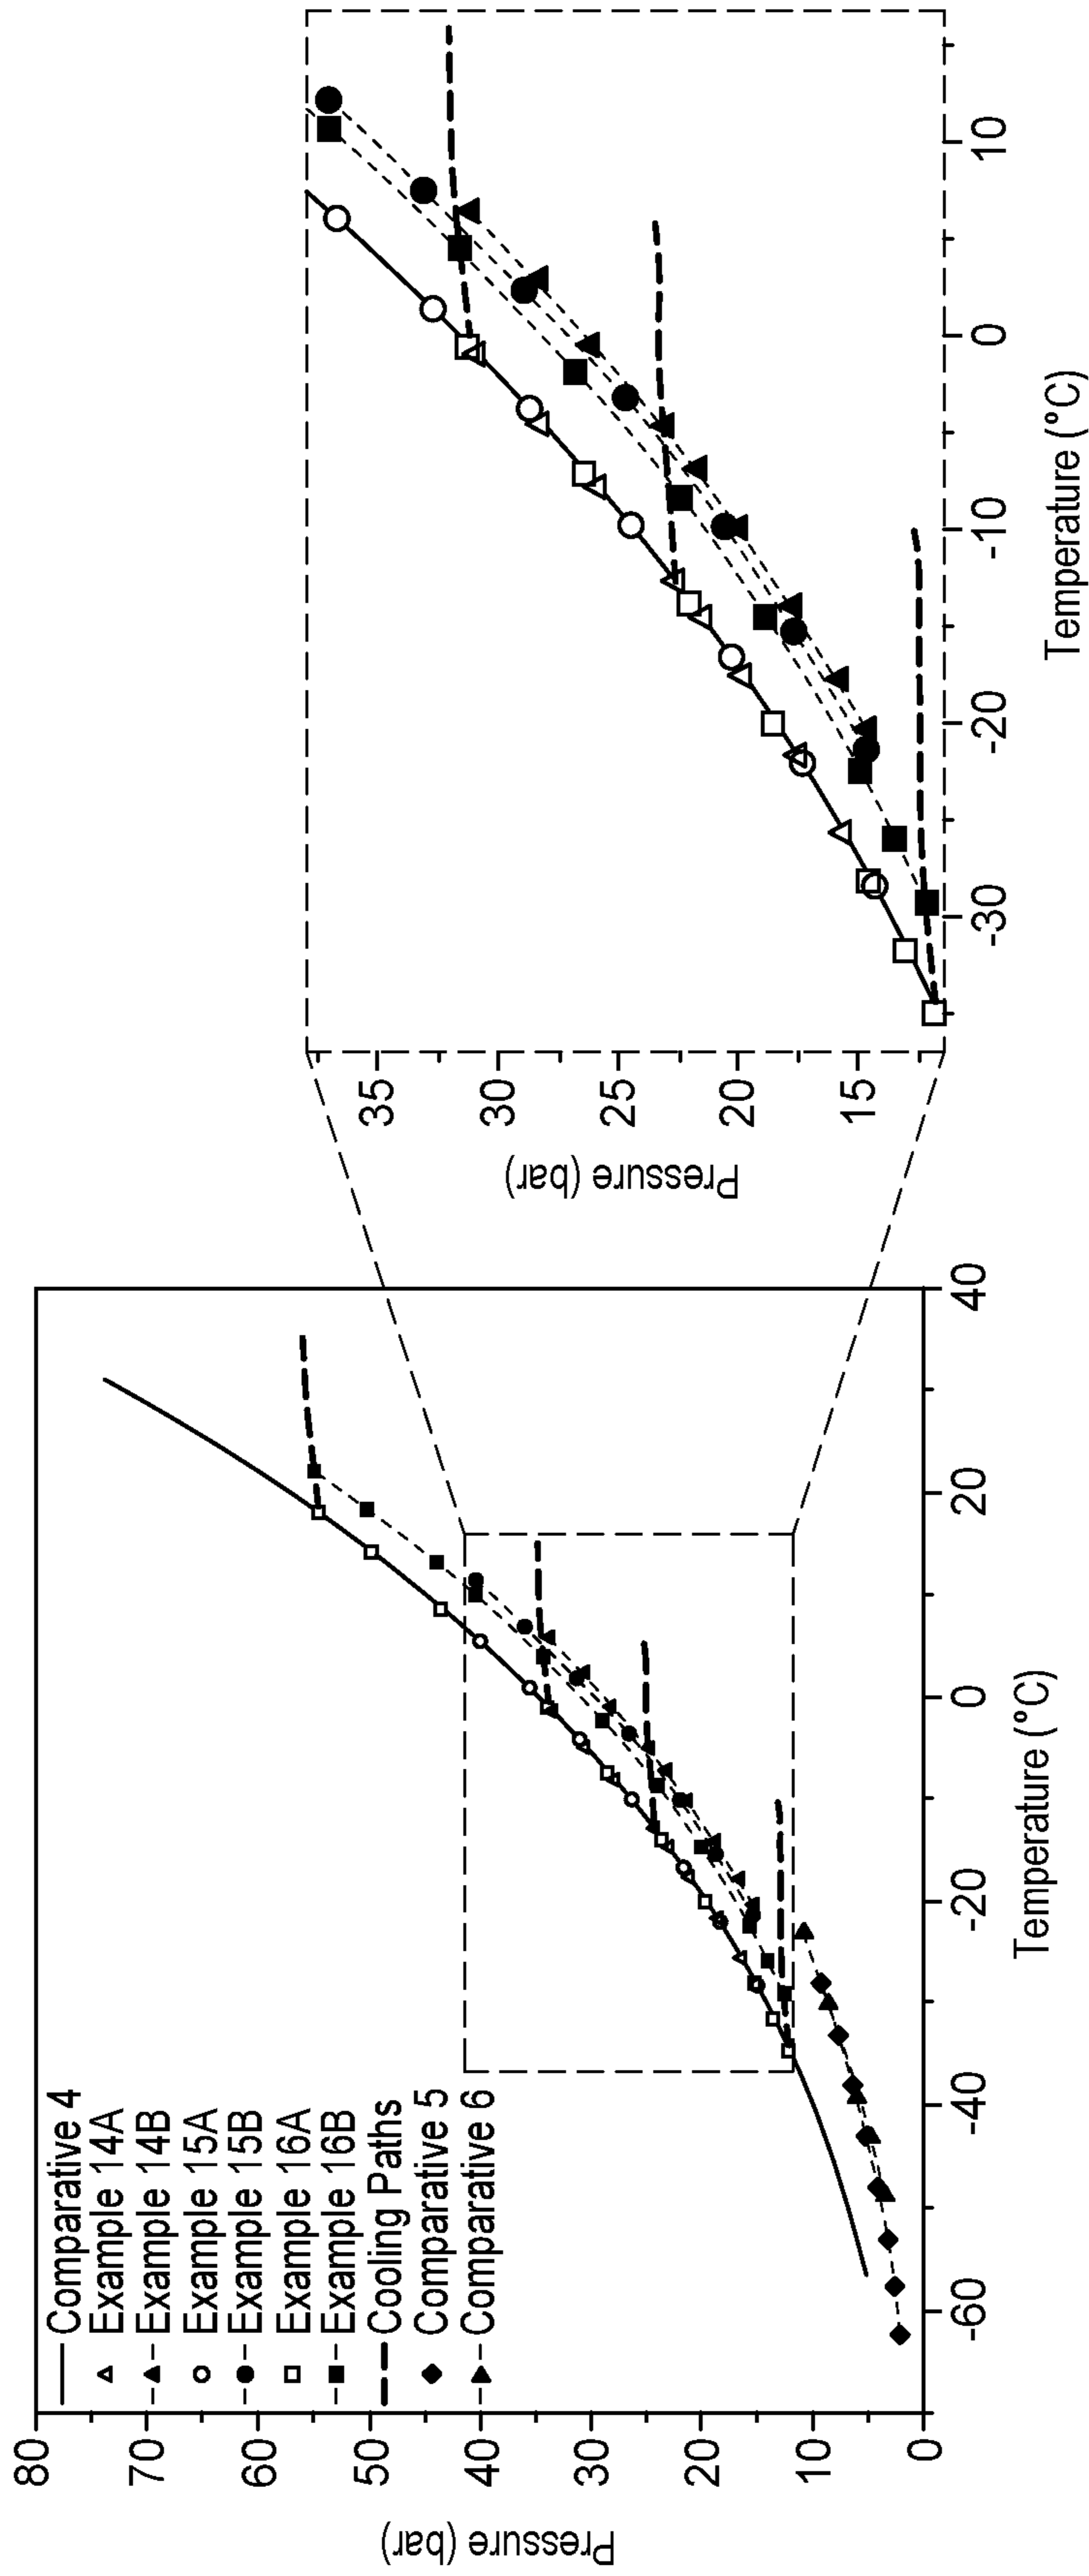 Comparative 4
Example 14A
Example 14B
Example 15A
Example 15B
Example 16A
Example 16B
Cooling Paths
Comparative 5
Comparative 6
80
70
60
50
40
30
20
10
0
Pressure (bar)
-60
-40
-20
0
20
40
Temperature (°C)
35
30
25
20
15
Pressure (bar)
-30
-20
-10
0
10
Temperature (°C)